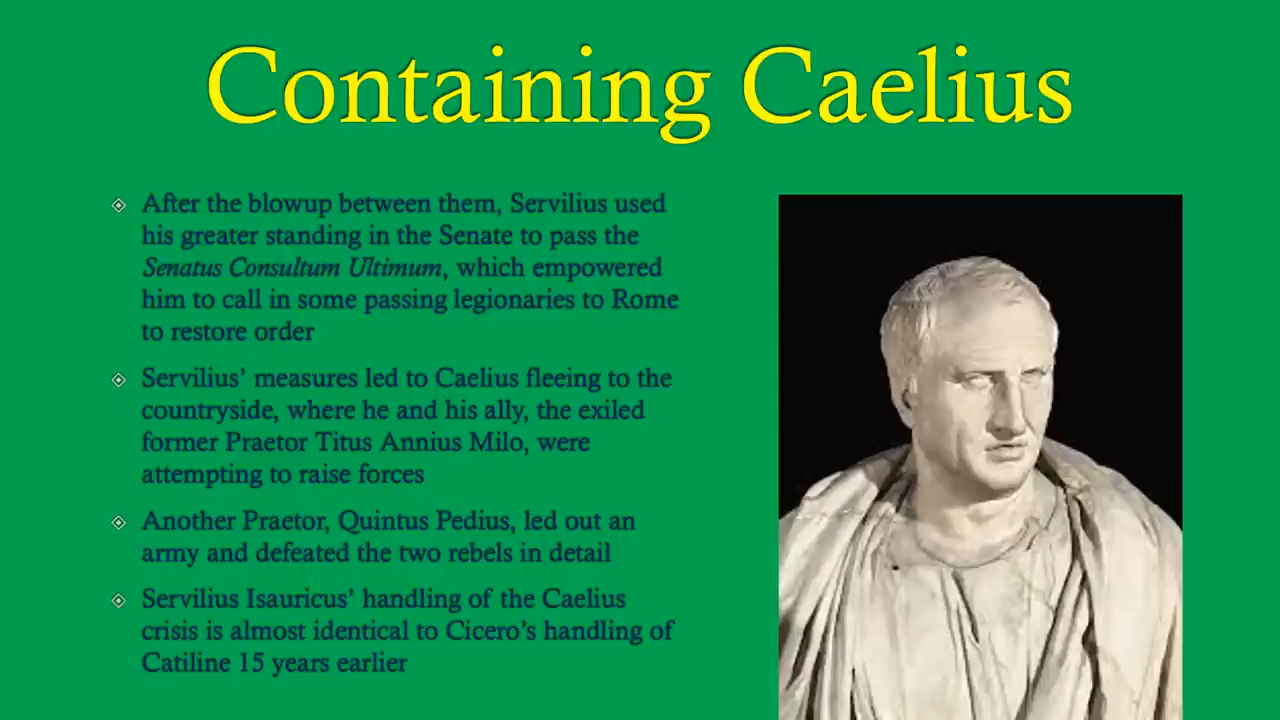 Containing Caelius
After the blowup between them, Servilius used
his greater standing in the Senate to pass the
Senatus Consultum Ultimum, which empowered
him to call in some passing legionaries to Rome
to restore order
Servilius’ measures led to Caelius fleeing to the
countryside, where he and his ally, the exiled
former Praetor Titus Annius Milo, were
attempting to raise forces
Another Praetor, Quintus Pedius, led out an
army and defeated the two rebels in detail
Servilius Isauricus’ handling of the Caelius
crisis is almost identical to Cicero’s handling of
Catiline 15 years earlier